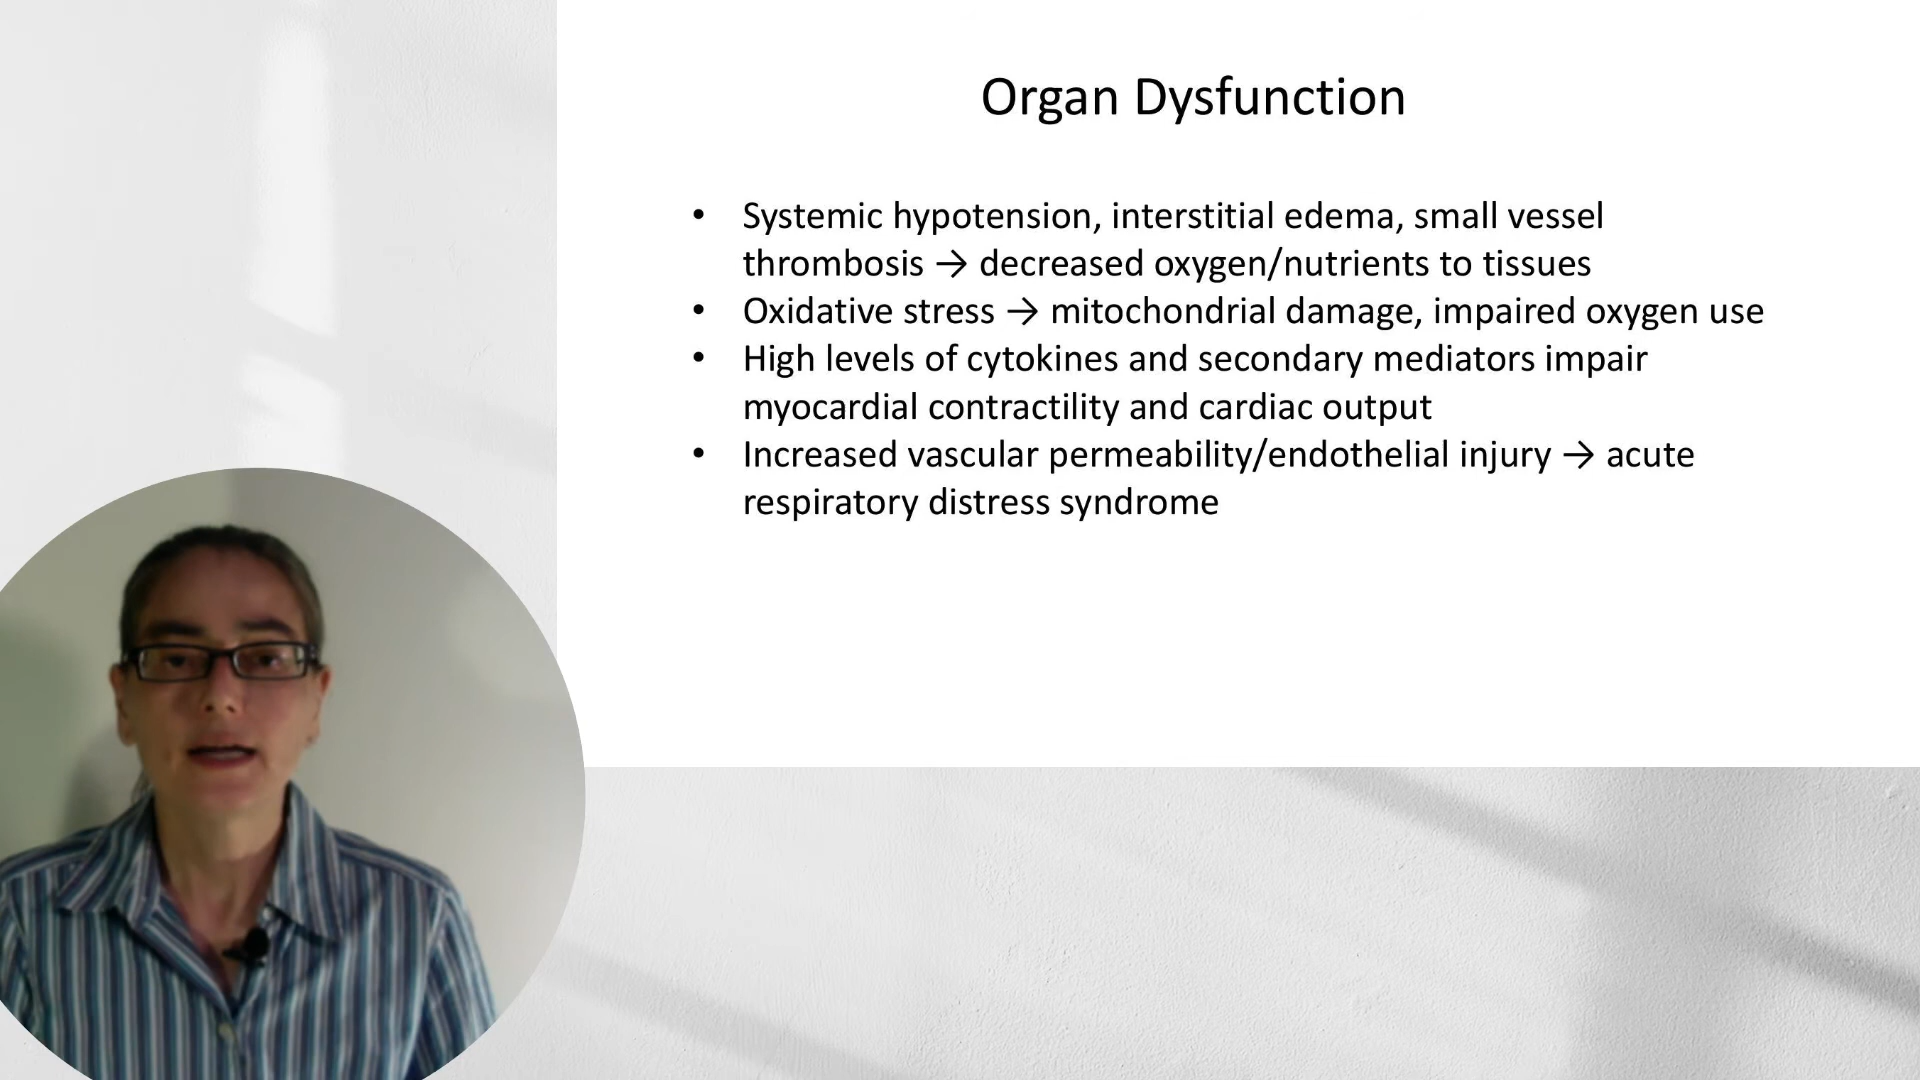 Organ Dysfunction
• Systemic hypotension, interstitial edema, small vessel
thrombosis → decreased oxygen/nutrients to tissues
• Oxidative stress → mitochondrial damage, impaired oxygen use
• High levels of cytokines and secondary mediators impair
myocardial contractility and cardiac output
• Increased vascular permeability/endothelial injury → acute
respiratory distress syndrome